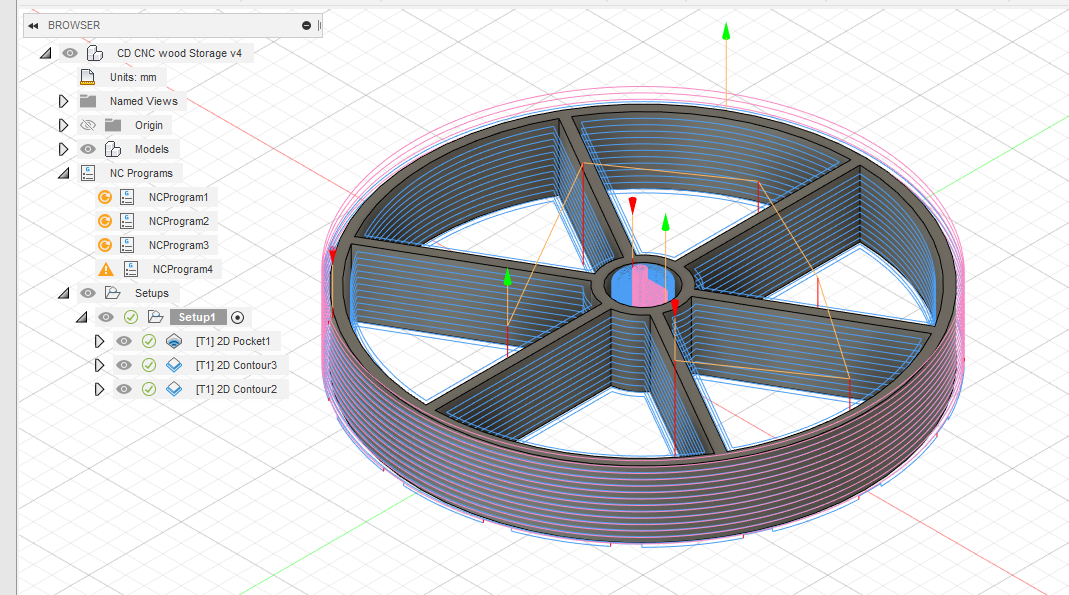 BROWSER
CD CNC wood Storage v4
Units: mm
Named Views
Origin
Models
NC Programs
NCProgram1
NCProgram2
NCProgram3
NCProgram4
Setups
Setup1
[T1] 2D Pocket1
[T1] 2D Contour3
[T1] 2D Contour2